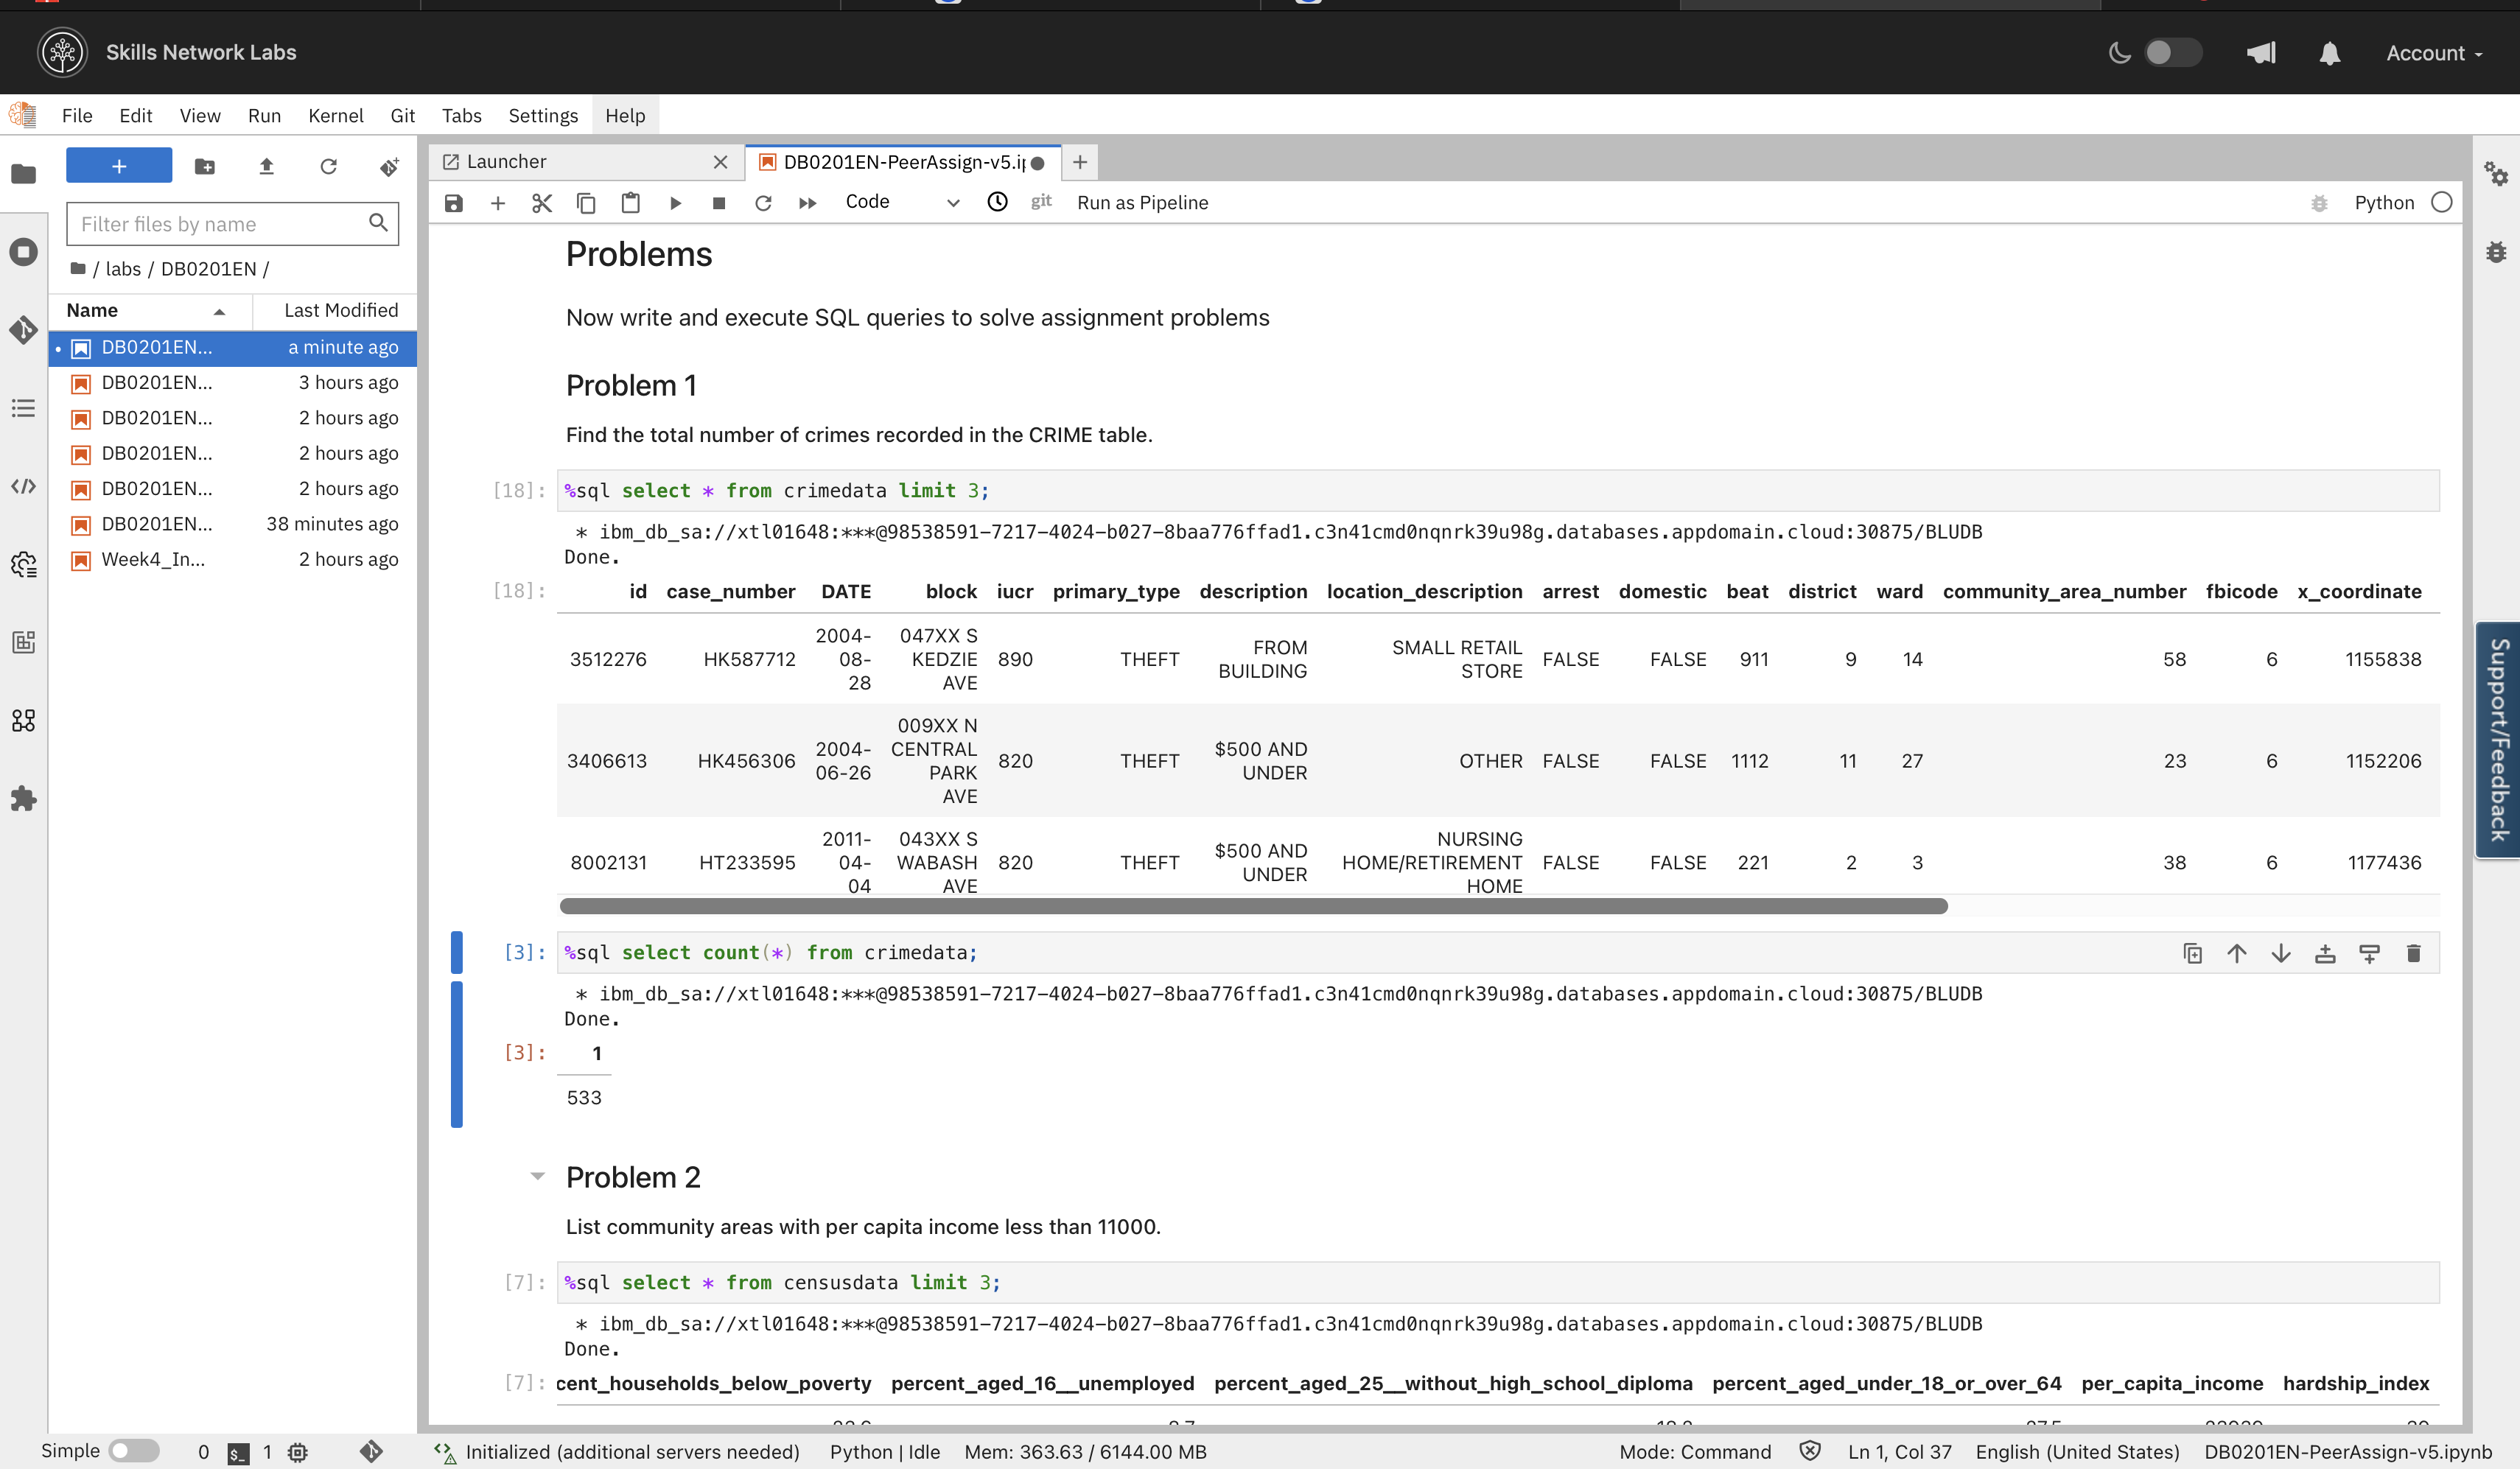 Skills Network Labs
Account
File Edit View Run Kernel Git Tabs Settings Help
+
Filter files by name
/ labs / DB0201EN /
Name Last Modified
DB0201EN... a minute ago
DB0201EN... 3 hours ago
DB0201EN... 2 hours ago
DB0201EN... 2 hours ago
DB0201EN... 2 hours ago
DB0201EN... 38 minutes ago
Week4_In... 2 hours ago
Launcher
DB0201EN-PeerAssign-v5.ip
Code
git
Run as Pipeline
Python
Problems
Now write and execute SQL queries to solve assignment problems
Problem 1
Find the total number of crimes recorded in the CRIME table.
[18]: %sql select * from crimedata limit 3;
* ibm_db_sa://xtl01648:***@98538591-7217-4024-b027-8baa776ffad1.c3n41cmd0nqnrk39u98g.databases.appdomain.cloud:30875/BLUDB
Done.
[18]: id case_number DATE block iucr primary_type description location_description arrest domestic beat district ward community_area_number fbicode x_coordinate
3512276 HK587712 2004-08-28 047XX S KEDZIE AVE 890 THEFT FROM BUILDING SMALL RETAIL STORE FALSE FALSE 911 9 14 58 6 1155838
3406613 HK456306 2004-06-26 009XX N CENTRAL PARK AVE 820 THEFT $500 AND UNDER OTHER FALSE FALSE 1112 11 27 23 6 1152206
8002131 HT233595 2011-04-04 043XX S WABASH AVE 820 THEFT $500 AND UNDER NURSING HOME/RETIREMENT HOME FALSE FALSE 221 2 3 38 6 1177436
[3]: %sql select count(*) from crimedata;
* ibm_db_sa://xtl01648:***@98538591-7217-4024-b027-8baa776ffad1.c3n41cmd0nqnrk39u98g.databases.appdomain.cloud:30875/BLUDB
Done.
[3]: 1
533
Problem 2
List community areas with per capita income less than 11000.
[7]: %sql select * from censusdata limit 3;
* ibm_db_sa://xtl01648:***@98538591-7217-4024-b027-8baa776ffad1.c3n41cmd0nqnrk39u98g.databases.appdomain.cloud:30875/BLUDB
Done.
[7]: cent_households_below_poverty percent_aged_16__unemployed percent_aged_25__without_high_school_diploma percent_aged_under_18_or_over_64 per_capita_income hardship_index
Support/Feedback
Simple 0 $_ 1 Initialized (additional servers needed) Python | Idle Mem: 363.63 / 6144.00 MB Mode: Command Ln 1, Col 37 English (United States) DB0201EN-PeerAssign-v5.ipynb